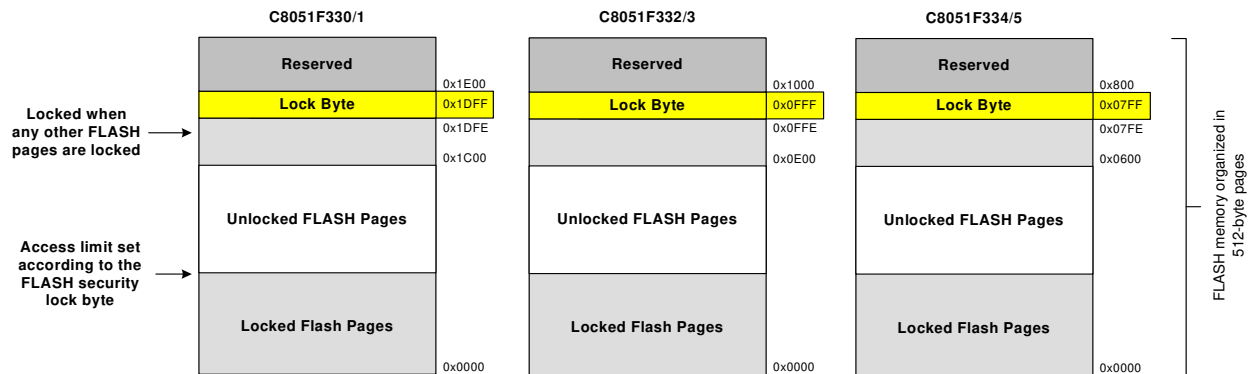 C8051F330/1
C8051F332/3
C8051F334/5
Locked when
any other FLASH
pages are locked
Access limit set
according to the
FLASH security
lock byte
Reserved
0x1E00
Lock Byte
0x1DFF
0x1DFE
0x1C00
Unlocked FLASH Pages
Locked Flash Pages
0x0000
Reserved
0x1000
Lock Byte
0x0FFF
0x0FFE
0x0E00
Unlocked FLASH Pages
Locked Flash Pages
0x0000
Reserved
0x800
Lock Byte
0x07FF
0x07FE
0x0600
Unlocked FLASH Pages
Locked Flash Pages
0x0000
FLASH memory organized in
512-byte pages